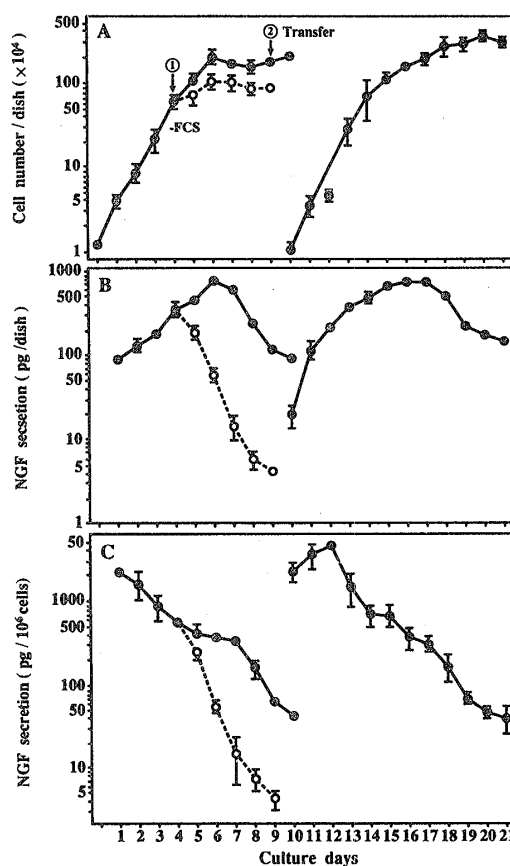 A
① ② Transfer
-FCS
Cell number / dish ( ×10⁴)
500
100
50
10
5
1
B
NGF secsetion ( pg /dish)
1000
500
100
50
10
5
1
C
NGF secretion ( pg / 10⁶ cells)
50
1000
500
100
50
10
5
1 2 3 4 5 6 7 8 9 10 11 12 13 14 15 16 17 18 19 20 21
Culture days